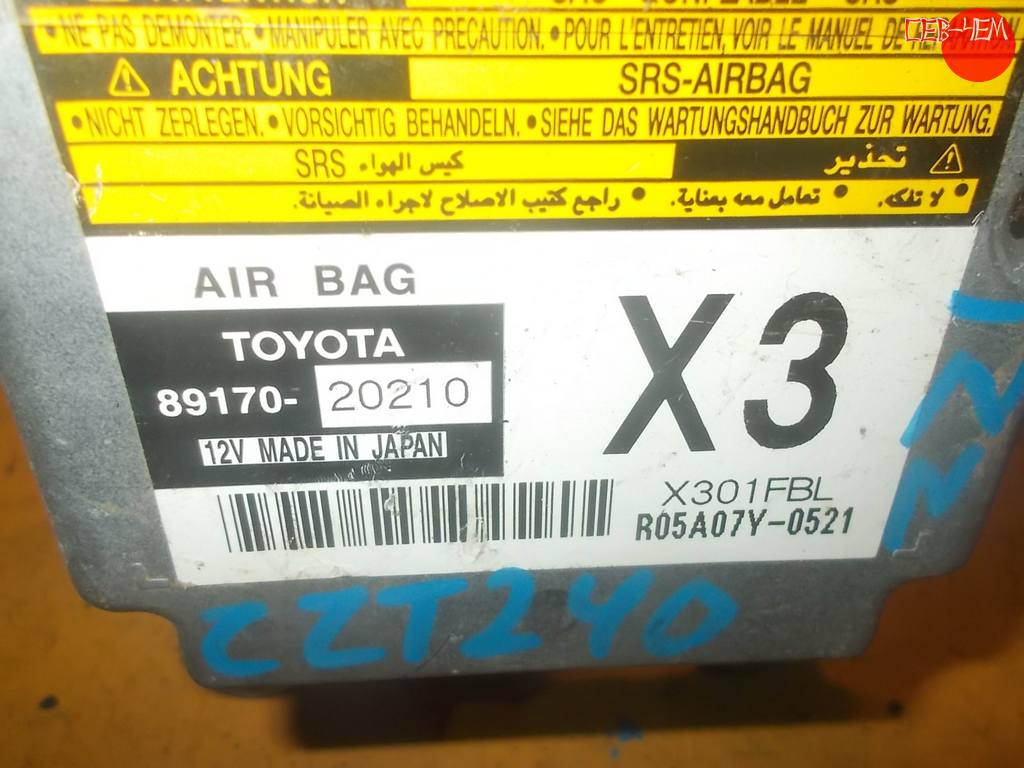 • NE PAS DEMONTER. • MANIPULER AVEC PRECAUTION. • POUR L'ENTRETIEN, VOIR LE MANUEL DE
ACHTUNG SRS-AIRBAG
• NICHT ZERLEGEN. • VORSICHTIG BEHANDELN. • SIEHE DAS WARTUNGSHANDBUCH ZUR WARTUNG.
تحذير كيس الهواء SRS
• لا تفكه. • تعامل معه بعناية. • راجع كتيب الاصلاح لاجراء الصيانة.
AIR BAG
TOYOTA
89170- 20210
12V MADE IN JAPAN
X3
X301FBL
R05A07Y-0521
CZT240